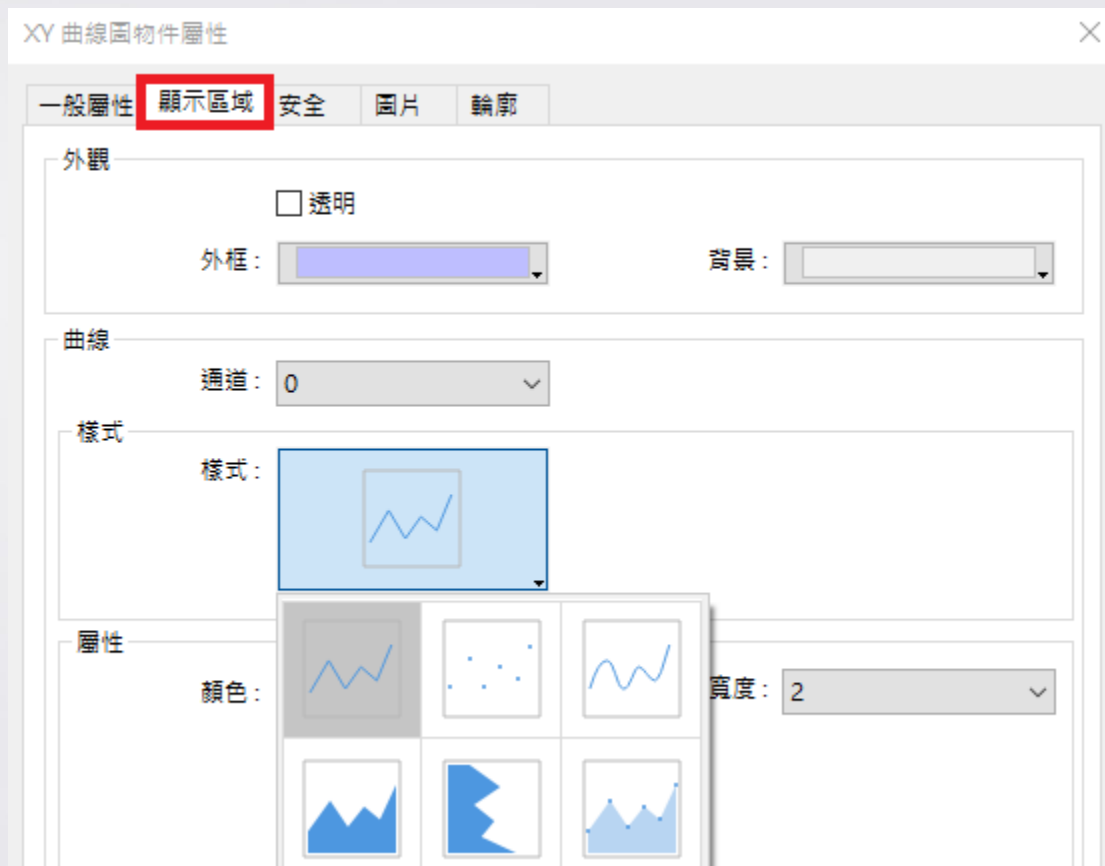 XY 曲線圖物件屬性
一般屬性 顯示區域 安全 圖片 輪廓
外觀
透明
外框 : 背景 :
曲線
通道 : 0
樣式
樣式 :
屬性
顏色 : 寬度 : 2